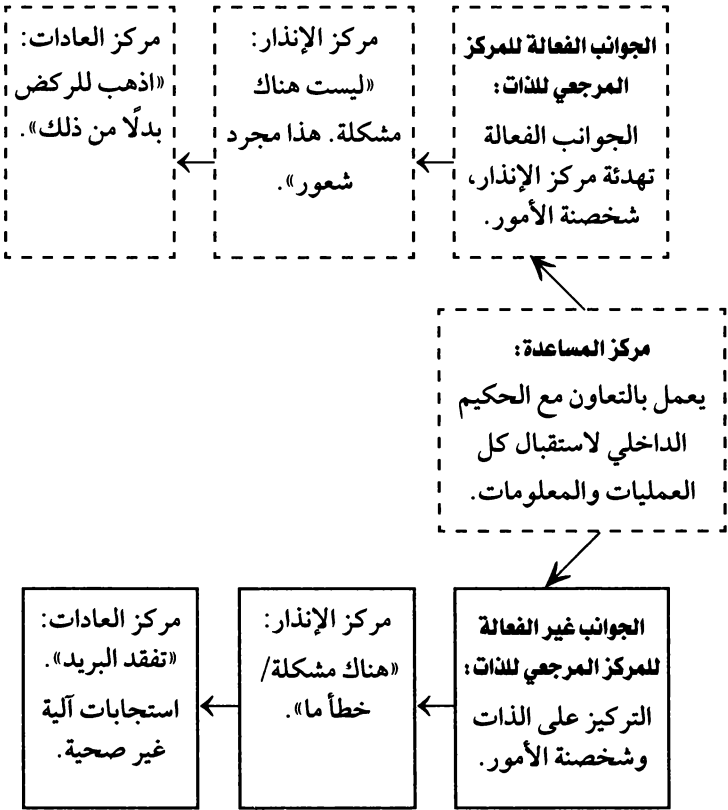 الجوانب الفعالة للمركز
المرجعي للذات:
الجوانب الفعالة
تهدئة مركز الإنذار،
شخصنة الأمور.
مركز الإنذار:
«ليست هناك
مشكلة. هذا مجرد
شعور».
مركز العادات:
«اذهب للركض
بدلًا من ذلك».
مركز المساعدة:
يعمل بالتعاون مع الحكيم
الداخلي لاستقبال كل
العمليات والمعلومات.
الجوانب غير الفعالة
للمركز المرجعي للذات:
التركيز على الذات
وشخصنة الأمور.
مركز الإنذار:
«هناك مشكلة/
خطأ ما».
مركز العادات:
«تفقد البريد».
استجابات آلية
غير صحية.